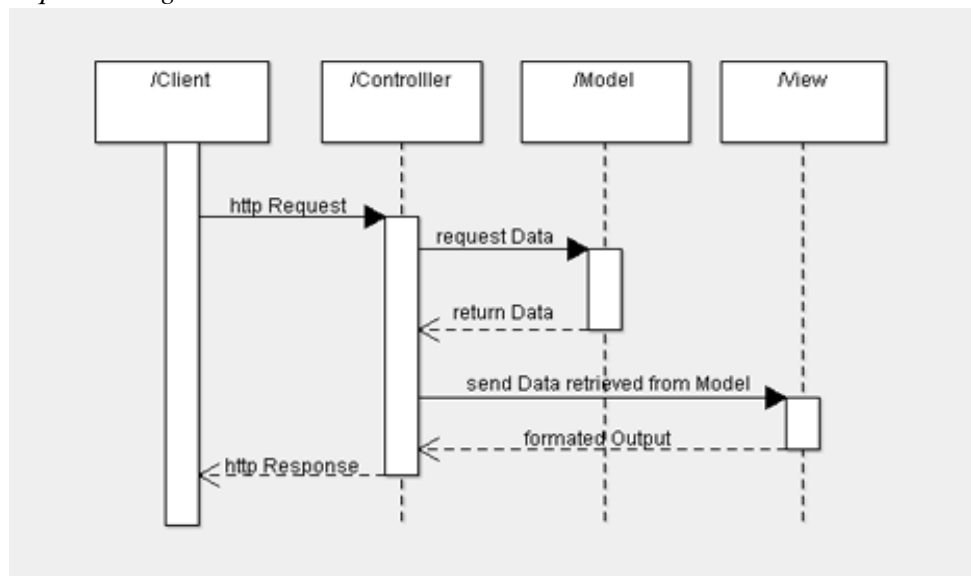 /Client
/Controlller
/Model
/View
http Request
request Data
return Data
send Data retrieved from Model
formated Output
http Response